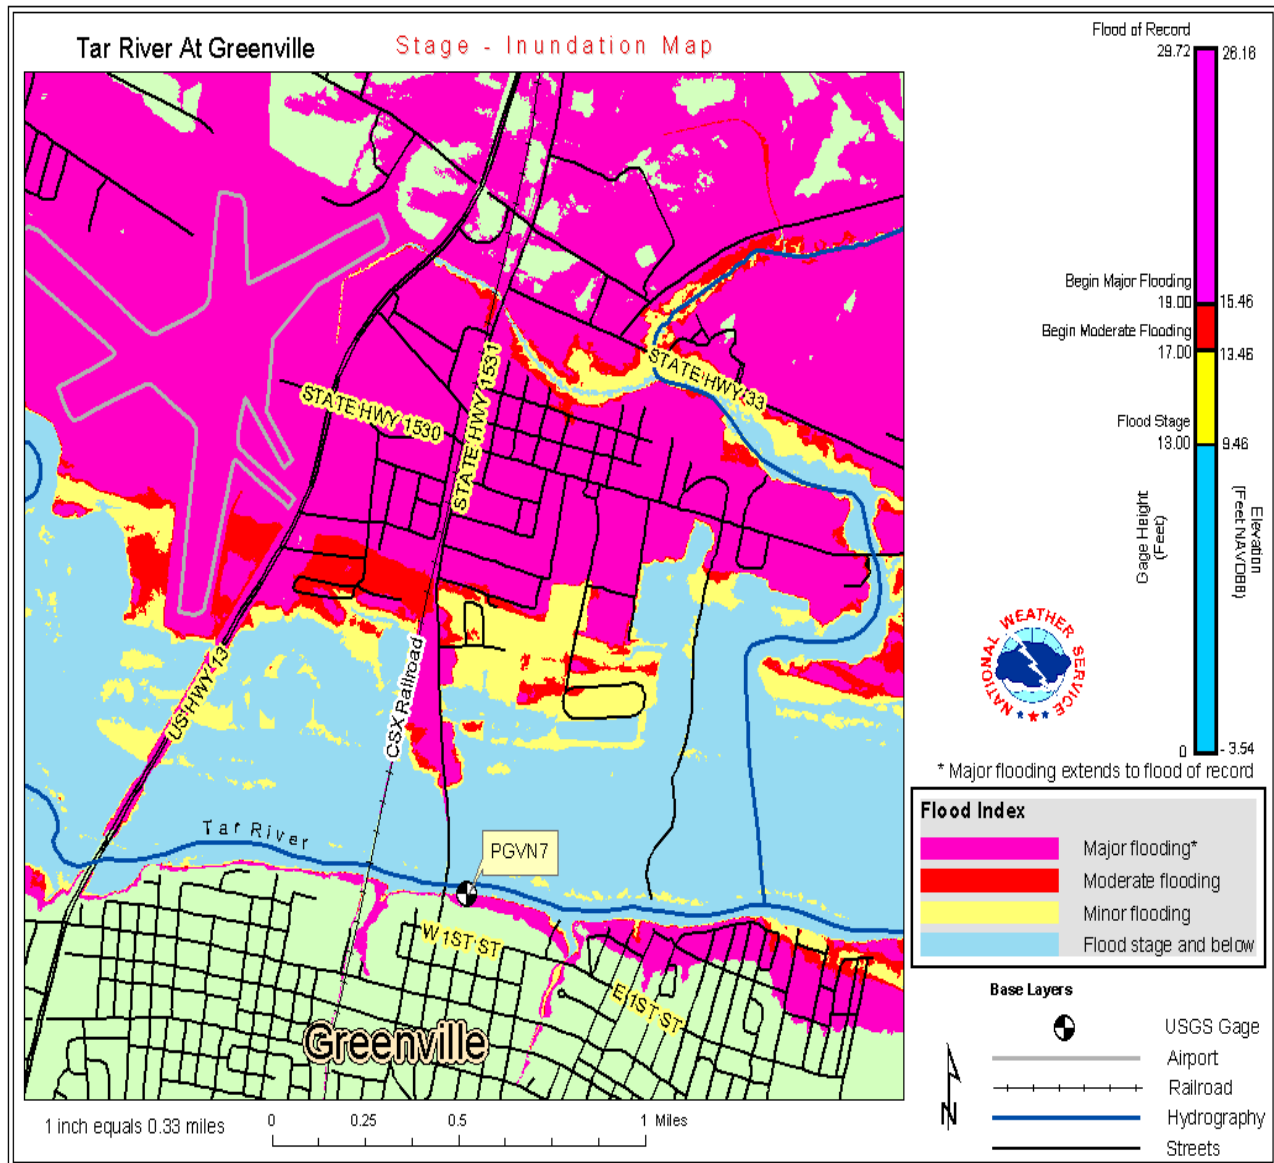 Tar River At Greenville
Stage - Inundation Map
Flood of Record
29.72
26.18
Begin Major Flooding
19.00
15.46
Begin Moderate Flooding
17.00
13.46
Flood Stage
13.00
9.46
Gage Height
(Feet)
Elevation
(Feet NAVD88)
0
- 3.54
* Major flooding extends to flood of record
NATIONAL WEATHER SERVICE
STATE HWY 33
STATE HWY 1531
STATE HWY 1530
US HWY 13
CSX Railroad
Tar River
PGVN7
W 1ST ST
E 1ST ST
Greenville
Flood Index
Major flooding*
Moderate flooding
Minor flooding
Flood stage and below
Base Layers
USGS Gage
Airport
Railroad
Hydrography
Streets
N
1 inch equals 0.33 miles
0 0.25 0.5 1 Miles